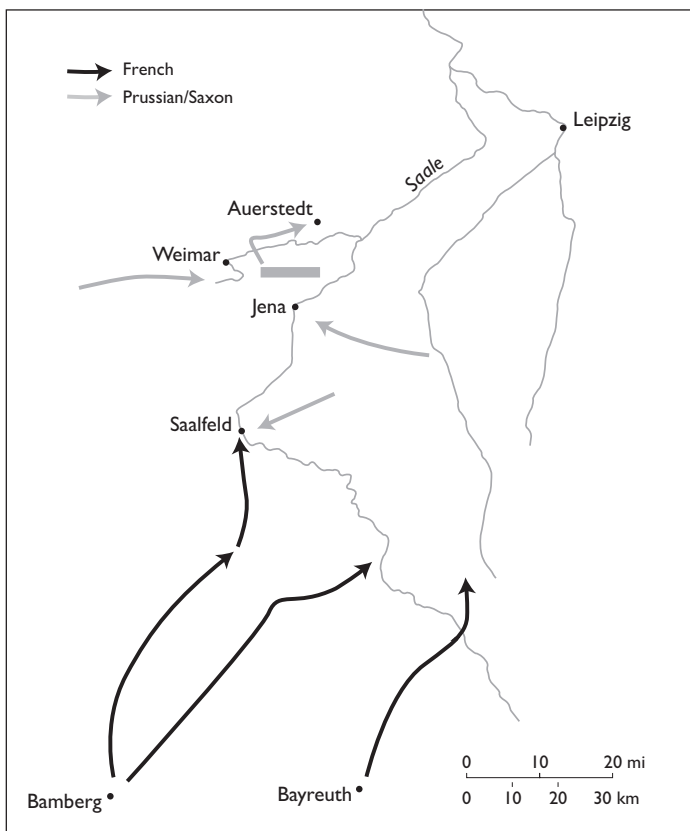 French
Prussian/Saxon
Leipzig
Saale
Auerstedt
Weimar
Jena
Saalfeld
0 10 20 mi
0 10 20 30 km
Bamberg
Bayreuth